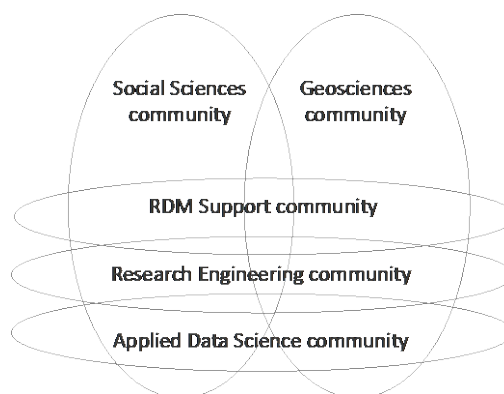 Social Sciences
community
Geosciences
community
RDM Support community
Research Engineering community
Applied Data Science community